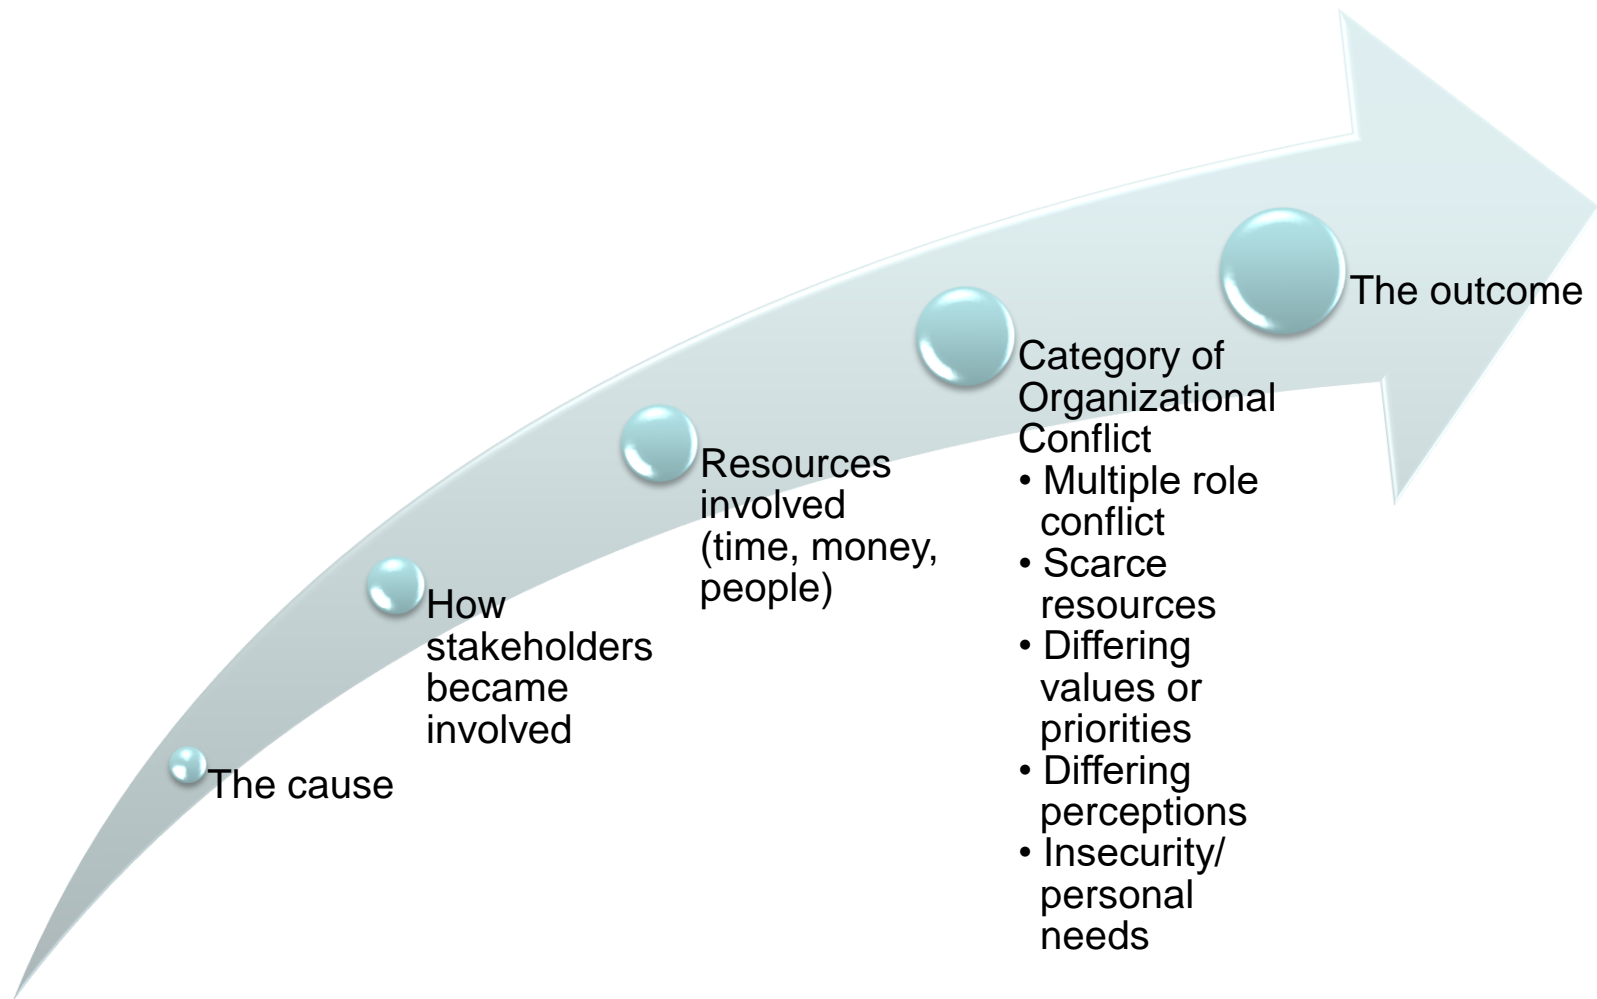 The cause
How
stakeholders
became
involved
Resources
involved
(time, money,
people)
Category of
Organizational
Conflict
• Multiple role
conflict
• Scarce
resources
• Differing
values or
priorities
• Differing
perceptions
• Insecurity/
personal
needs
The outcome